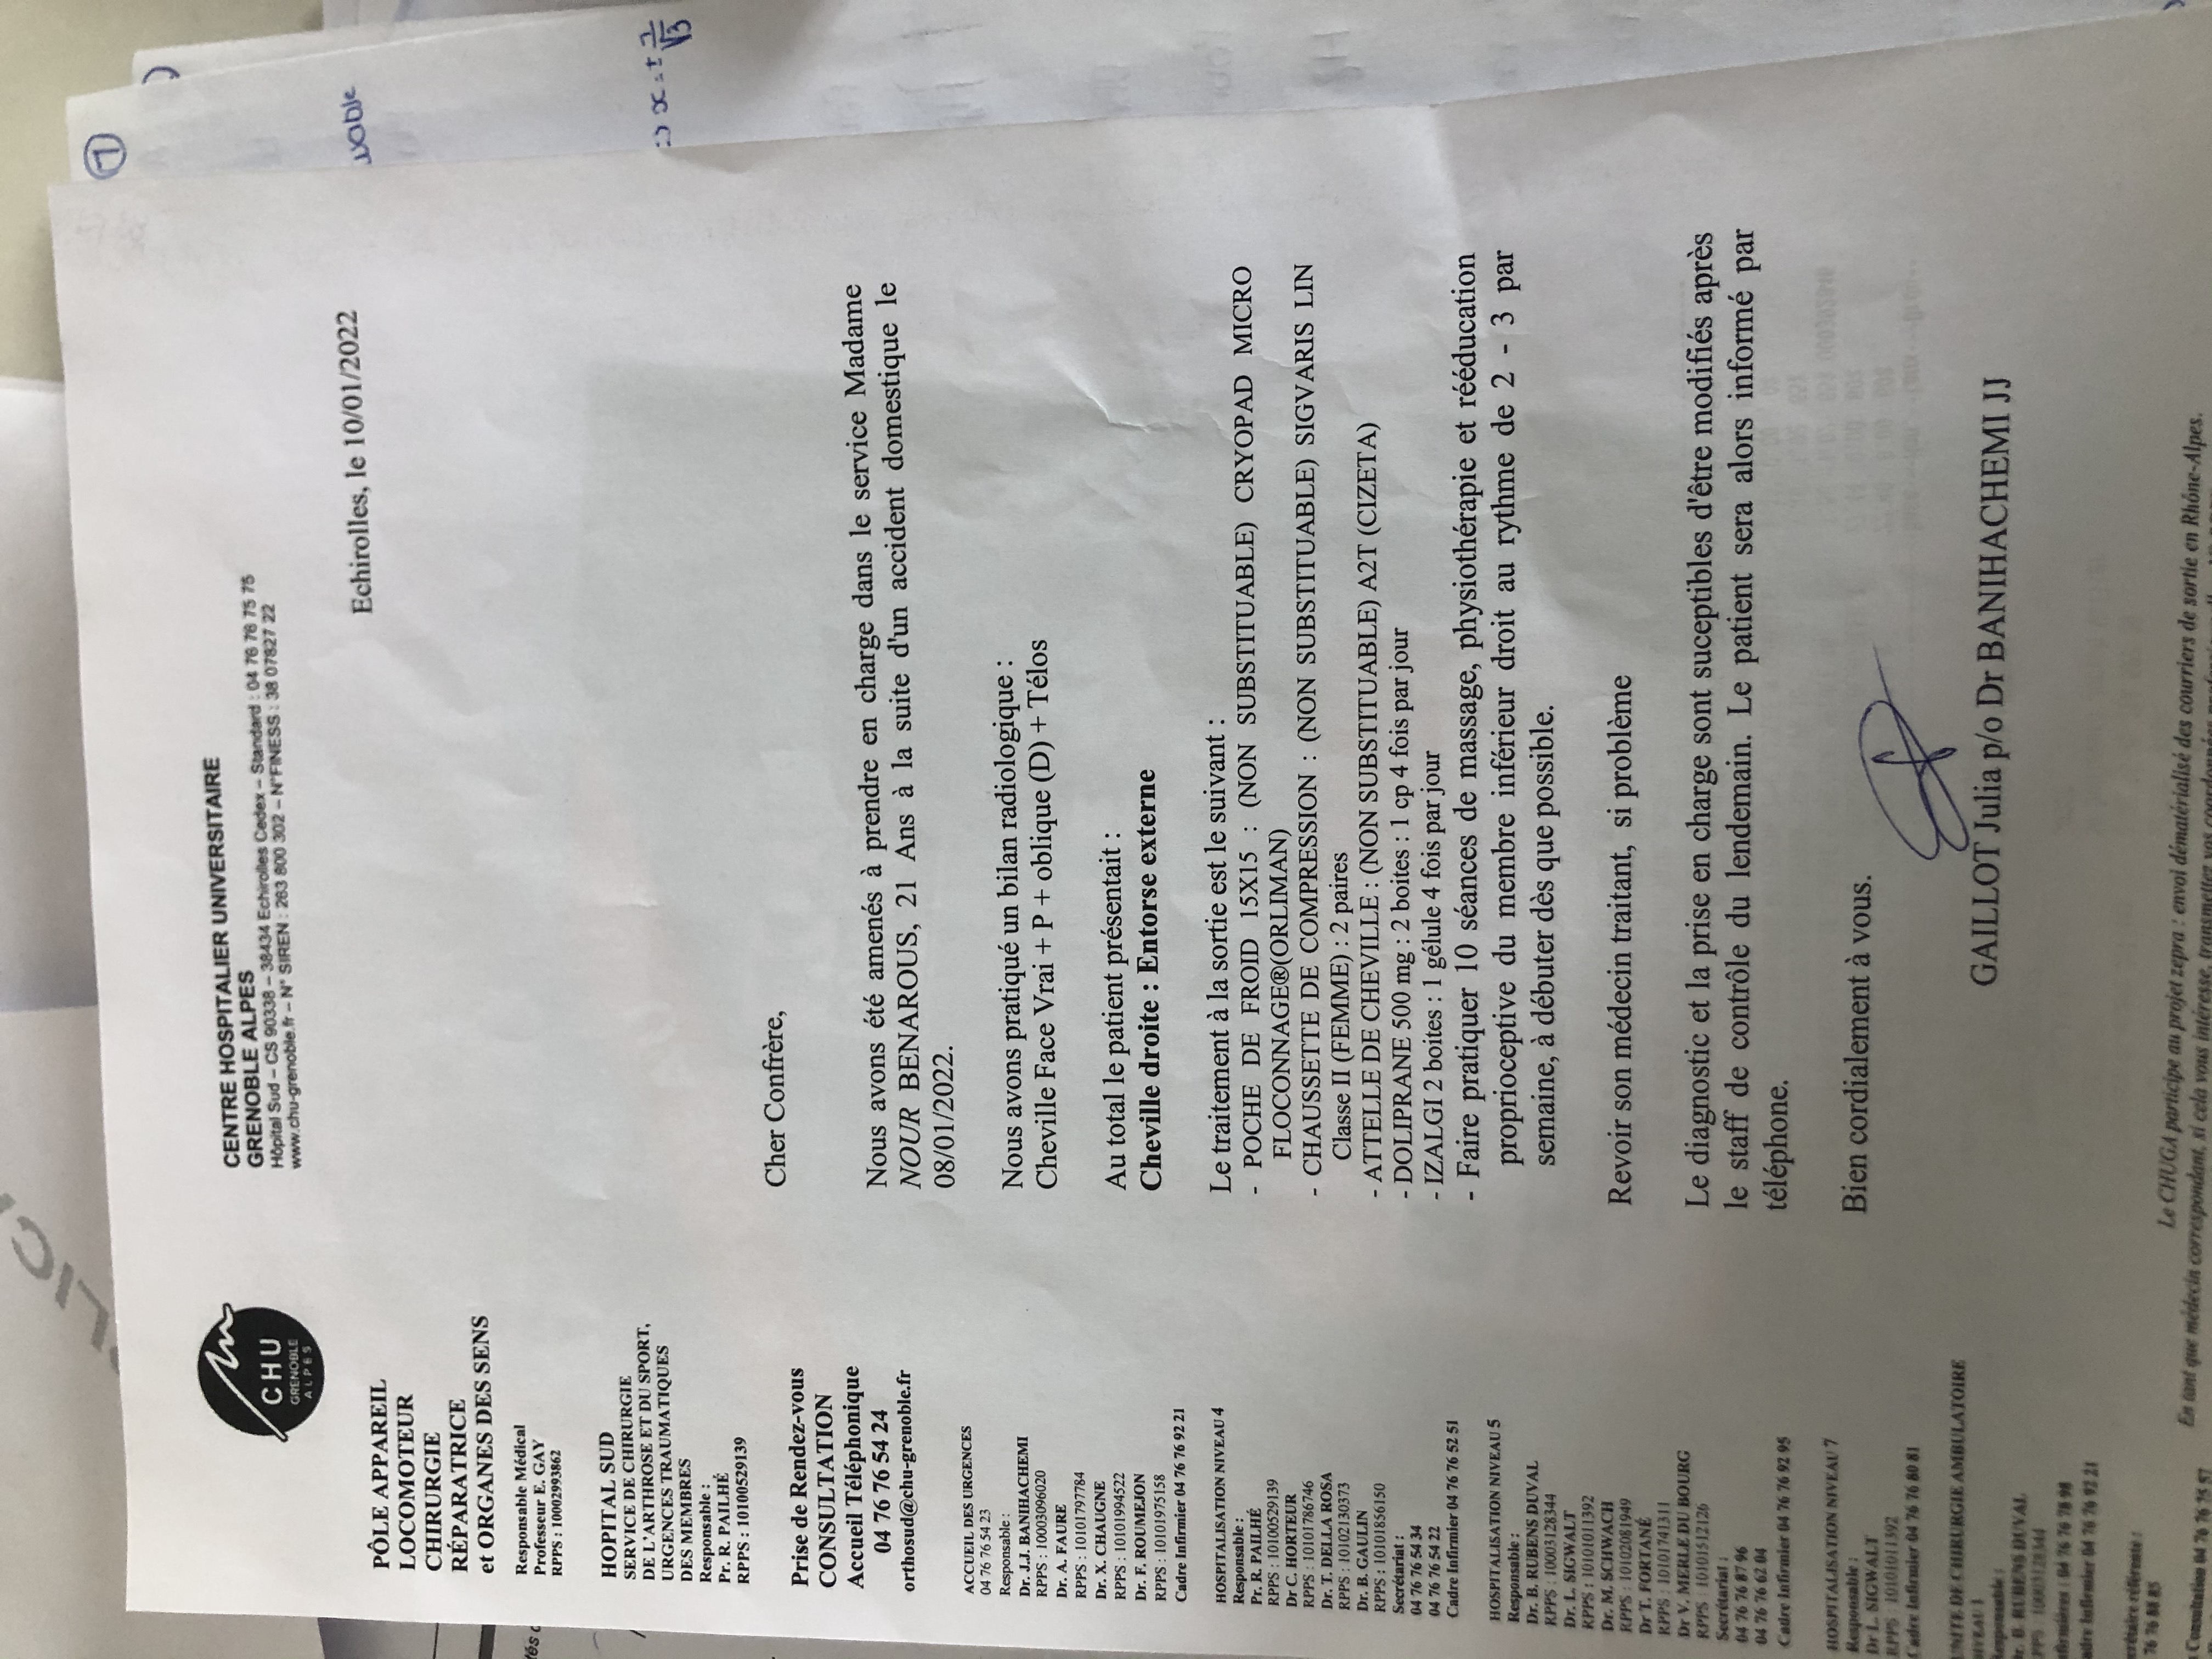 PLICA
7
CHU
GRENOBLE
ALPES
CENTRE HOSPITALIER UNIVERSITAIRE
GRENOBLE ALPES
Hôpital Sud – CS 90338 – 38434 Echirolles Cedex – Standard : 04 76 76 75 75
www.chu-grenoble.fr – N° SIREN : 263 800 302 – N°FINESS : 38 07827 22
Echirolles, le 10/01/2022
PÔLE APPAREIL
LOCOMOTEUR
CHIRURGIE
RÉPARATRICE
et ORGANES DES SENS
Responsable Médical
Professeur E. GAY
RPPS : 10002993862
HOPITAL SUD
SERVICE DE CHIRURGIE
DE L'ARTHROSE ET DU SPORT,
URGENCES TRAUMATIQUES
DES MEMBRES
Responsable :
Pr. R. PAILHÉ
RPPS : 10100529139
Prise de Rendez-vous
CONSULTATION
Accueil Téléphonique
04 76 76 54 24
orthosud@chu-grenoble.fr
ACCUEIL DES URGENCES
04 76 76 54 23
Responsable :
Dr. J.J. BANIHACHEMI
RPPS : 10003096020
Dr. A. FAURE
RPPS : 10101797784
Dr. X. CHAUGNE
RPPS : 10101994522
Dr. F. ROUMEJON
RPPS : 10101975158
Cadre Infirmier 04 76 76 92 21
HOSPITALISATION NIVEAU 4
Responsable :
Pr. R. PAILHÉ
RPPS : 10100529139
Dr C. HORTEUR
RPPS : 10101786746
Dr. T. DELLA ROSA
RPPS : 10102130373
Dr. B. GAULIN
RPPS : 10101856150
Secrétariat :
04 76 76 54 34
04 76 76 54 22
Cadre Infirmier 04 76 76 52 51
HOSPITALISATION NIVEAU 5
Responsable :
Dr. B. RUBENS DUVAL
RPPS : 10003128344
Dr. L. SIGWALT
RPPS : 10101011392
Dr. M. SCHWACH
RPPS : 10102081949
Dr T. FORTANÉ
RPPS : 10101741311
Dr V. MERLE DU BOURG
RPPS : 10101512126
Secrétariat :
04 76 76 87 96
04 76 76 62 04
Cadre Infirmier 04 76 76 92 95
HOSPITALISATION NIVEAU 7
Responsable :
Dr L. SIGWALT
RPPS : 10101011392
Cadre Infirmier 04 76 76 80 81
UNITE DE CHIRURGIE AMBULATOIRE
NIVEAU 1
Responsable :
Dr. B. RUBENS DUVAL
RPPS : 10003128344
Infirmières : 04 76 76 78 98
Cadre Infirmier 04 76 76 92 21
Secrétaire référente :
76 76 88 85
Consultation 04 76 76 75 57
Cher Confrère,
Nous avons été amenés à prendre en charge dans le service Madame
NOUR BENAROUS, 21 Ans à la suite d'un accident domestique le
08/01/2022.
Nous avons pratiqué un bilan radiologique :
Cheville Face Vrai + P + oblique (D) + Télos
Au total le patient présentait :
Cheville droite : Entorse externe
Le traitement à la sortie est le suivant :
- POCHE DE FROID 15X15 : (NON SUBSTITUABLE) CRYOPAD MICRO
FLOCONNAGE®(ORLIMAN)
- CHAUSSETTE DE COMPRESSION : (NON SUBSTITUABLE) SIGVARIS LIN
Classe II (FEMME) : 2 paires
- ATTELLE DE CHEVILLE : (NON SUBSTITUABLE) A2T (CIZETA)
- DOLIPRANE 500 mg : 2 boites : 1 cp 4 fois par jour
- IZALGI 2 boites : 1 gélule 4 fois par jour
- Faire pratiquer 10 séances de massage, physiothérapie et rééducation
proprioceptive du membre inférieur droit au rythme de 2 - 3 par
semaine, à débuter dès que possible.
Revoir son médecin traitant, si problème
Le diagnostic et la prise en charge sont suceptibles d'être modifiés après
le staff de contrôle du lendemain. Le patient sera alors informé par
téléphone.
Bien cordialement à vous.
GAILLOT Julia p/o Dr BANIHACHEMI JJ
Le CHUGA participe au projet zepra : envoi dématérialisé des courriers de sortie en Rhône-Alpes.
En tant que médecin correspondant, si cela vous intéresse, transmettez vos coordonnées
vable
=> x = ± 1/√3